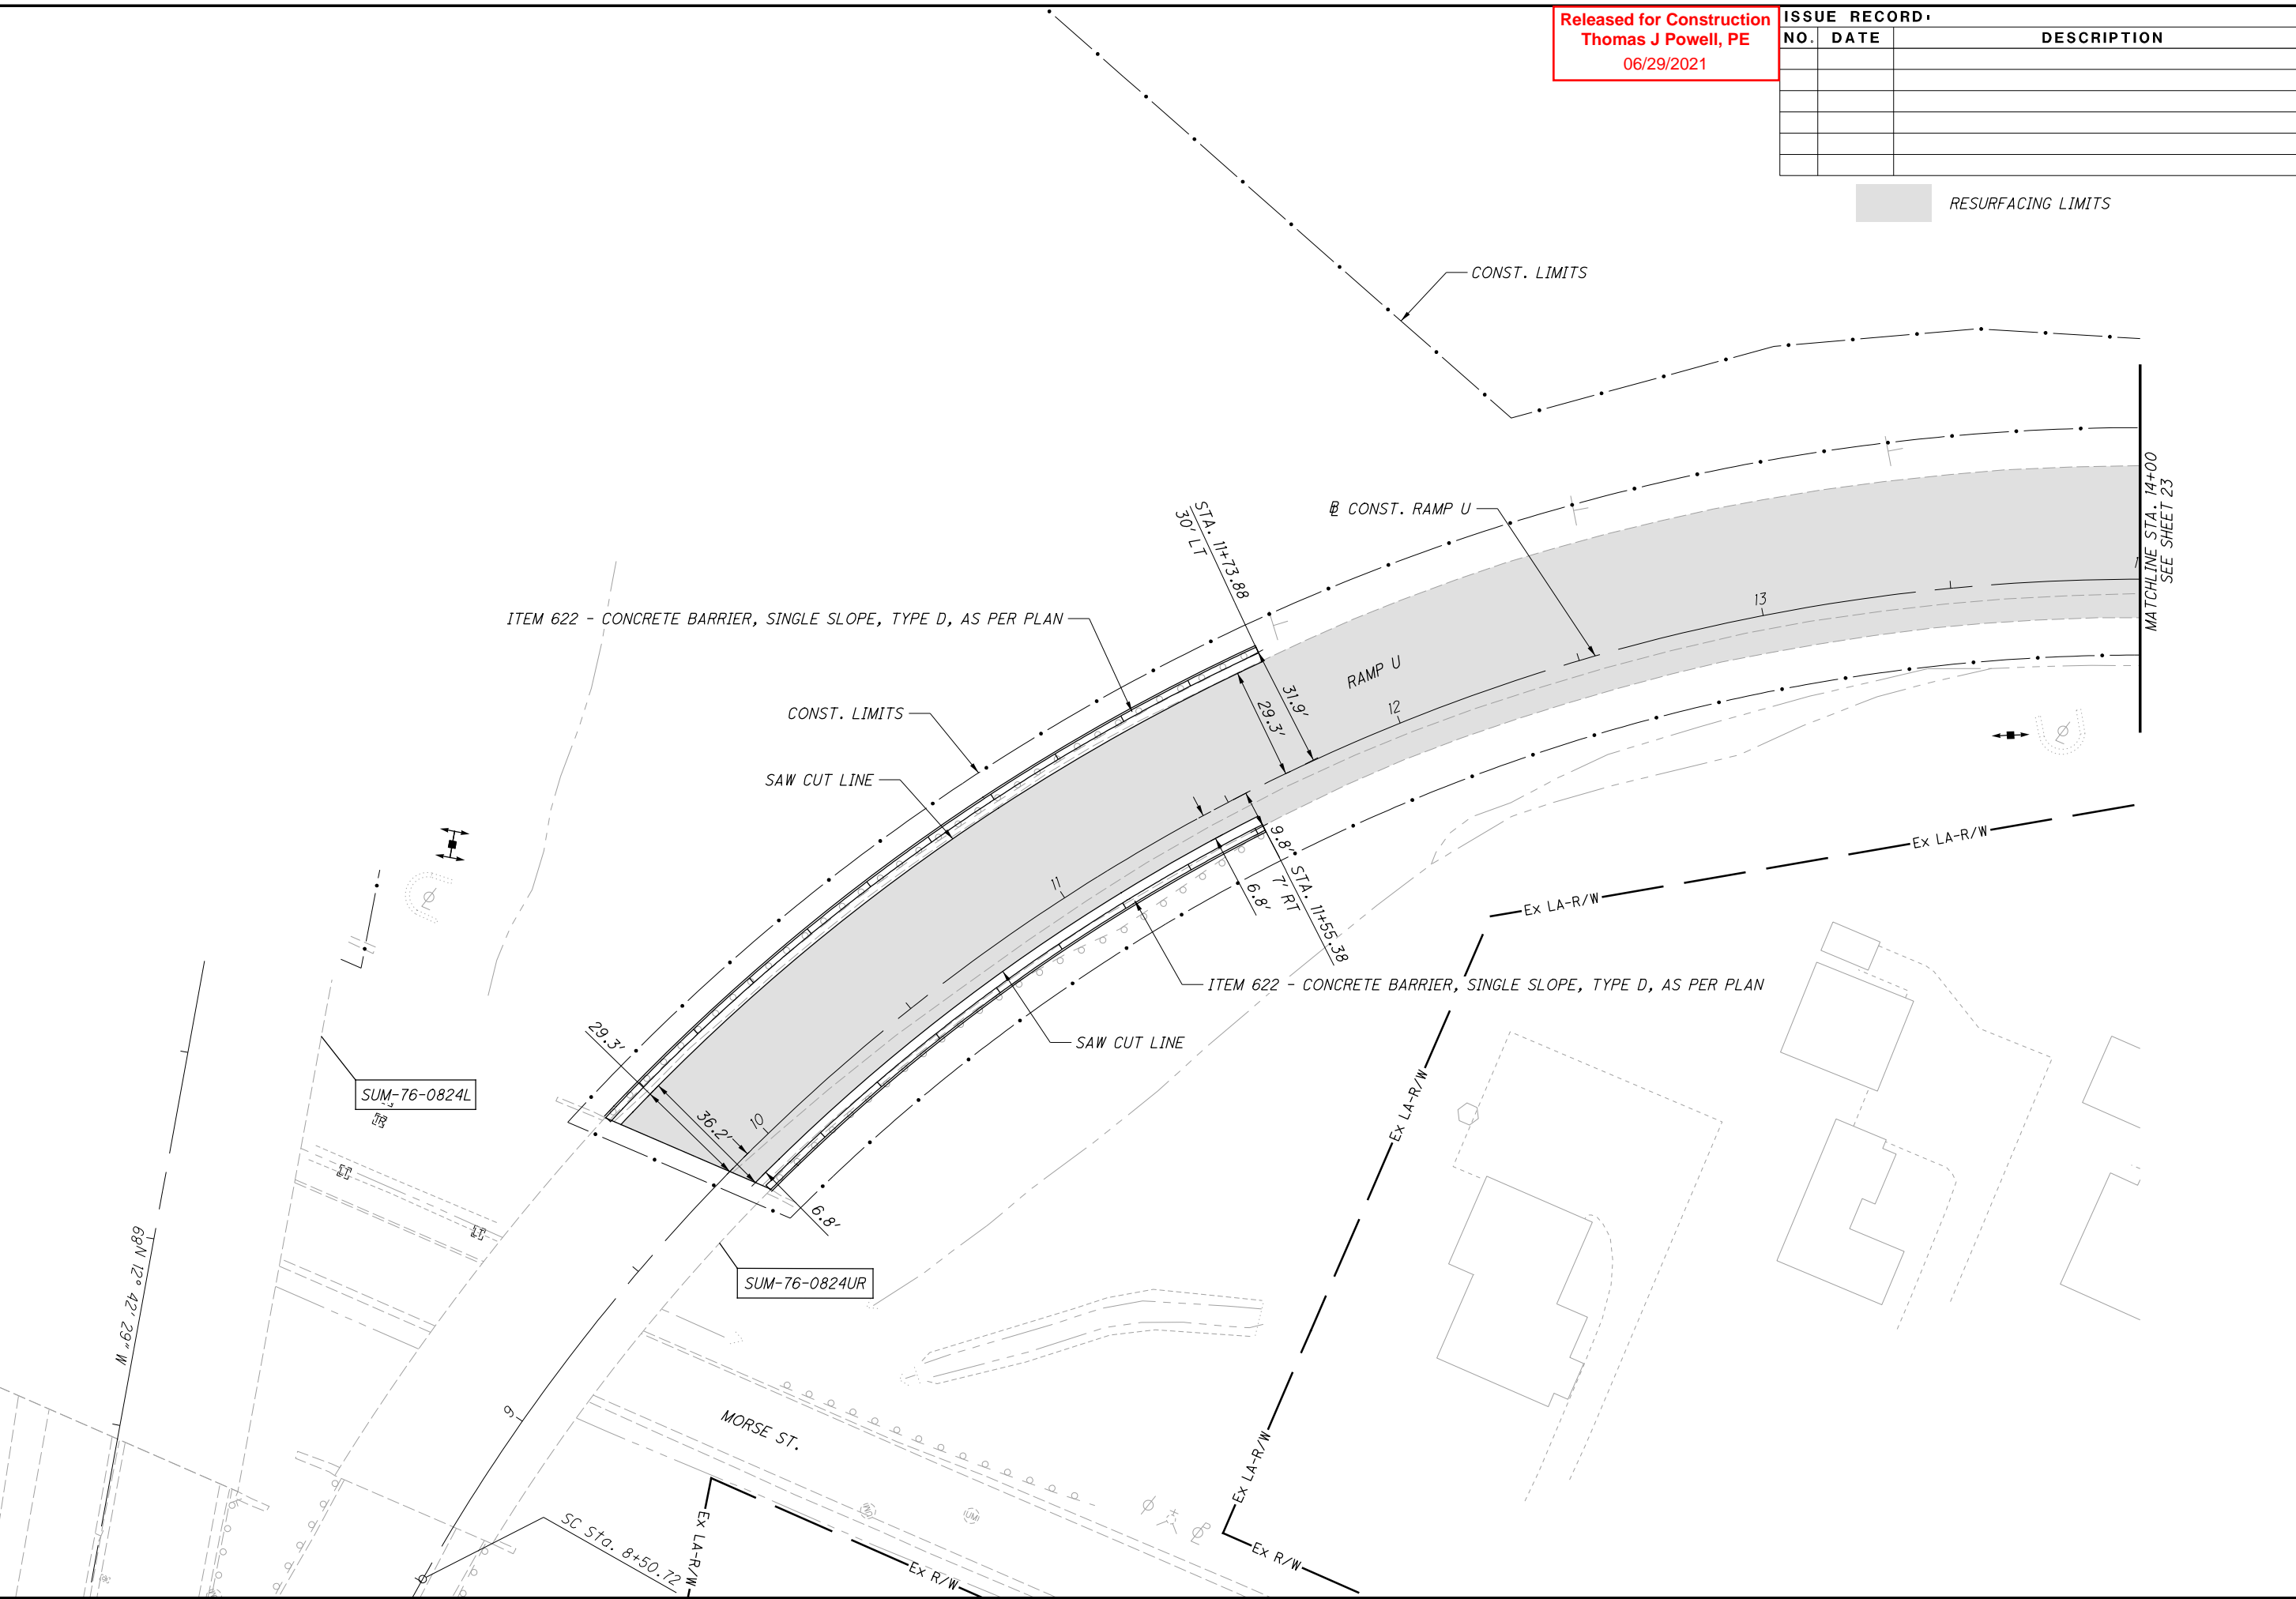 Released for Construction
Thomas J Powell, PE
06/29/2021
ISSUE RECORD:
NO. DATE DESCRIPTION
RESURFACING LIMITS
CONST. LIMITS
MATCHLINE STA. 14+00
SEE SHEET 23
STA. 11+73.88
30' LT
CONST. RAMP U
ITEM 622 - CONCRETE BARRIER, SINGLE SLOPE, TYPE D, AS PER PLAN
13
RAMP U
31.9'
29.3'
12
CONST. LIMITS
SAW CUT LINE
11
9.8'
STA. 11+55.38
7' RT
6.8'
Ex LA-R/W
Ex LA-R/W
ITEM 622 - CONCRETE BARRIER, SINGLE SLOPE, TYPE D, AS PER PLAN
SAW CUT LINE
29.3'
36.2'
10
6.8'
SUM-76-0824L
SUM-76-0824UR
Ex LA-R/W
68
N 12° 42' 29" W
9
MORSE ST.
SC Sta. 8+50.72
Ex LA-R/W
Ex R/W
Ex LA-R/W
Ex R/W